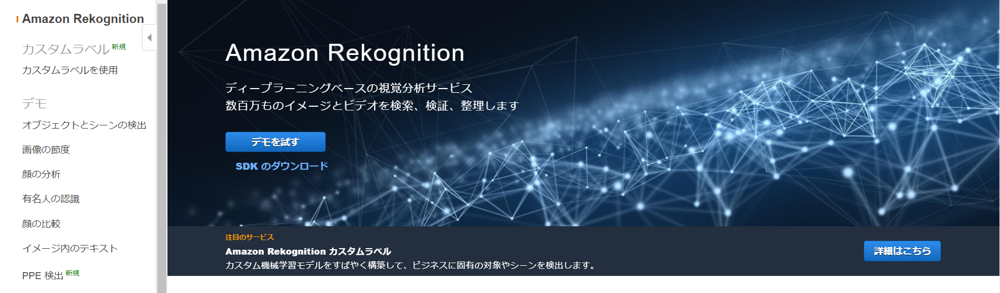 Amazon Rekognition
カスタムラベル 新規
カスタムラベルを使用
デモ
オブジェクトとシーンの検出
画像の節度
顔の分析
有名人の認識
顔の比較
イメージ内のテキスト
PPE 検出 新規
Amazon Rekognition
ディープラーニングベースの視覚分析サービス
数百万ものイメージとビデオを検索、検証、整理します
デモを試す
SDK のダウンロード
注目のサービス
Amazon Rekognition カスタムラベル
カスタム機械学習モデルをすばやく構築して、ビジネスに固有の対象やシーンを検出します。
詳細はこちら